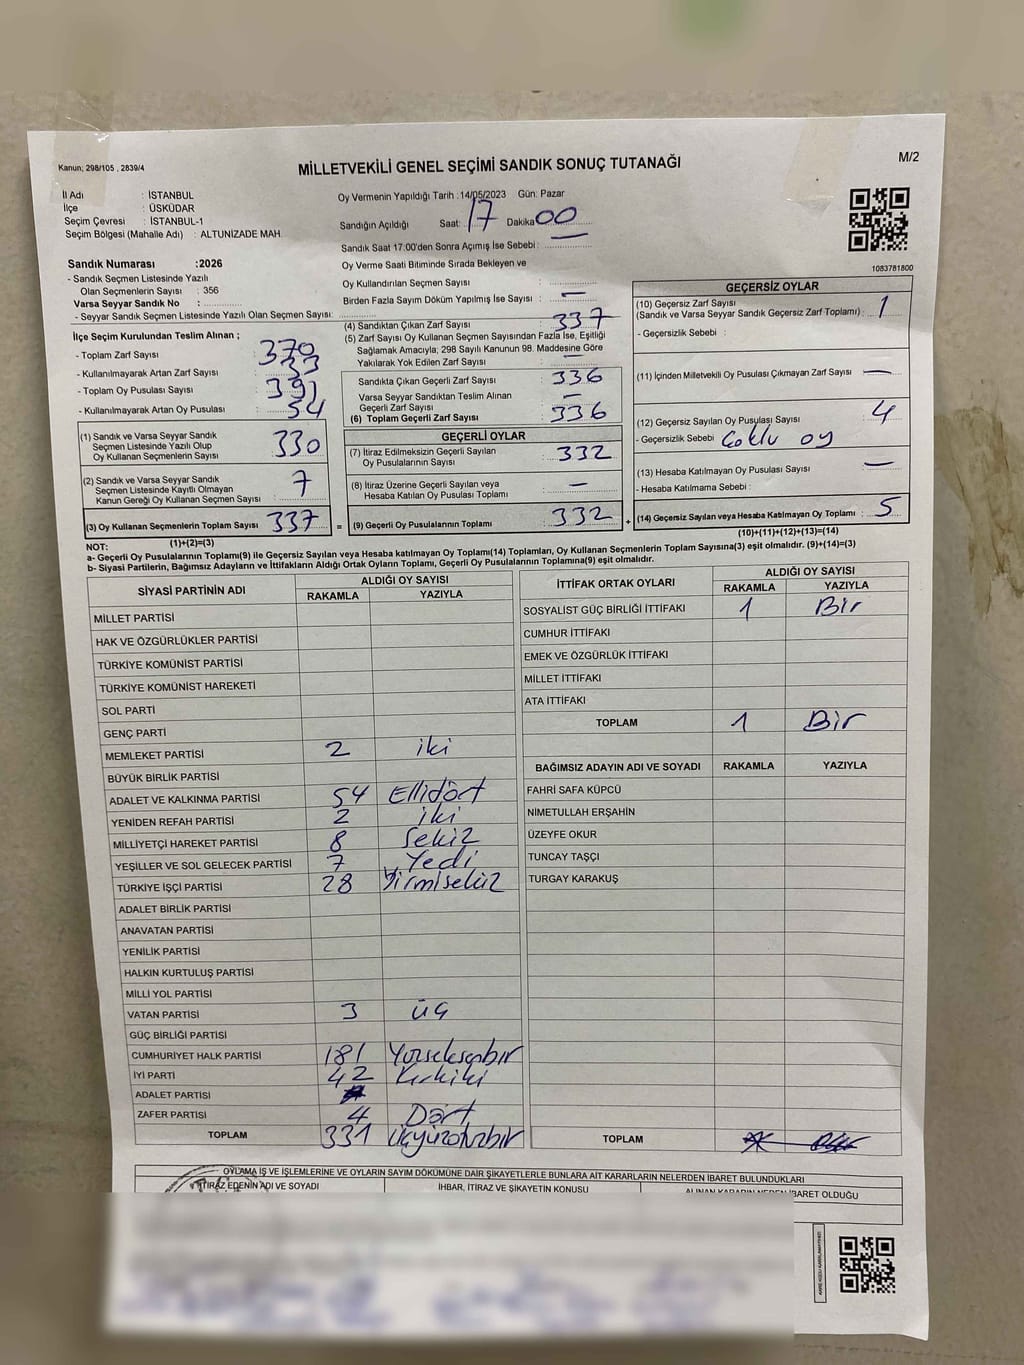 Kanun; 298/105 , 2839/4
MİLLETVEKİLİ GENEL SEÇİMİ SANDIK SONUÇ TUTANAĞI
M/2
İl Adı : İSTANBUL
İlçe : ÜSKÜDAR
Seçim Çevresi : İSTANBUL-1
Seçim Bölgesi (Mahalle Adı) : ALTUNİZADE MAH.
Oy Vermenin Yapıldığı Tarih :14/05/2023 Gün: Pazar
Sandığın Açıldığı Saat: 17 Dakika 00
Sandık Saat 17:00'den Sonra Açımış İse Sebebi : —
Oy Verme Saati Bitiminde Sırada Bekleyen ve
Oy Kullandırılan Seçmen Sayısı :
Birden Fazla Sayım Döküm Yapılmış İse Sayısı : —
1083781800
Sandık Numarası :2026
- Sandık Seçmen Listesinde Yazılı
Olan Seçmenlerin Sayısı : 356
Varsa Seyyar Sandık No :
- Seyyar Sandık Seçmen Listesinde Yazılı Olan Seçmen Sayısı:
İlçe Seçim Kurulundan Teslim Alınan ;
- Toplam Zarf Sayısı : 370
- Kullanılmayarak Artan Zarf Sayısı : 33
- Toplam Oy Pusulası Sayısı : 391
- Kullanılmayarak Artan Oy Pusulası : 54
(1) Sandık ve Varsa Seyyar Sandık
Seçmen Listesinde Yazılı Olup
Oy Kullanan Seçmenlerin Sayısı 330
(2) Sandık ve Varsa Seyyar Sandık
Seçmen Listesinde Kayıtlı Olmayan
Kanun Gereği Oy Kullanan Seçmen Sayısı 7
(3) Oy Kullanan Seçmenlerin Toplam Sayısı 337
(1)+(2)=(3)
(4) Sandıktan Çıkan Zarf Sayısı : 337
(5) Zarf Sayısı Oy Kullanan Seçmen Sayısından Fazla İse, Eşitliği
Sağlamak Amacıyla; 298 Sayılı Kanunun 98. Maddesine Göre
Yakılarak Yok Edilen Zarf Sayısı : —
Sandıkta Çıkan Geçerli Zarf Sayısı : 336
Varsa Seyyar Sandıktan Teslim Alınan
Geçerli Zarf Sayısı : —
(6) Toplam Geçerli Zarf Sayısı : 336
GEÇERLİ OYLAR
(7) İtiraz Edilmeksizin Geçerli Sayılan
Oy Pusulalarının Sayısı : 332
(8) İtiraz Üzerine Geçerli Sayılan veya
Hesaba Katılan Oy Pusulası Toplamı : —
= (9) Geçerli Oy Pusulalarının Toplamı : 332 +
GEÇERSİZ OYLAR
(10) Geçersiz Zarf Sayısı
(Sandık ve Varsa Seyyar Sandık Geçersiz Zarf Toplamı) : 1
- Geçersizlik Sebebi :
(11) İçinden Milletvekili Oy Pusulası Çıkmayan Zarf Sayısı —
(12) Geçersiz Sayılan Oy Pusulası Sayısı : 4
- Geçersizlik Sebebi Çoklu oy
(13) Hesaba Katılmayan Oy Pusulası Sayısı : —
- Hesaba Katılmama Sebebi :
(14) Geçersiz Sayılan veya Hesaba Katılmayan Oy Toplamı : 5
(10)+(11)+(12)+(13)=(14)
NOT:
a- Geçerli Oy Pusulalarının Toplamı(9) ile Geçersiz Sayılan veya Hesaba katılmayan Oy Toplamı(14) Toplamları, Oy Kullanan Seçmenlerin Toplam Sayısına(3) eşit olmalıdır. (9)+(14)=(3)
b- Siyasi Partilerin, Bağımsız Adayların ve İttifakların Aldığı Ortak Oyların Toplamı, Geçerli Oy Pusulalarının Toplamına(9) eşit olmalıdır.
SİYASİ PARTİNİN ADI ALDIĞI OY SAYISI
RAKAMLA YAZIYLA
MİLLET PARTİSİ
HAK VE ÖZGÜRLÜKLER PARTİSİ
TÜRKİYE KOMÜNİST PARTİSİ
TÜRKİYE KOMÜNİST HAREKETİ
SOL PARTİ
GENÇ PARTİ
MEMLEKET PARTİSİ 2 iki
BÜYÜK BİRLİK PARTİSİ
ADALET VE KALKINMA PARTİSİ 54 Ellidört
YENİDEN REFAH PARTİSİ 2 iki
MİLLİYETÇİ HAREKET PARTİSİ 8 Sekiz
YEŞİLLER VE SOL GELECEK PARTİSİ 7 Yedi
TÜRKİYE İŞÇİ PARTİSİ 28 Yirmisekiz
ADALET BİRLİK PARTİSİ
ANAVATAN PARTİSİ
YENİLİK PARTİSİ
HALKIN KURTULUŞ PARTİSİ
MİLLİ YOL PARTİSİ
VATAN PARTİSİ 3 üç
GÜÇ BİRLİĞİ PARTİSİ
CUMHURİYET HALK PARTİSİ 181
İYİ PARTİ 42 Kırkiki
ADALET PARTİSİ
ZAFER PARTİSİ 4 Dört
TOPLAM 331
İTTİFAK ORTAK OYLARI ALDIĞI OY SAYISI
RAKAMLA YAZIYLA
SOSYALİST GÜÇ BİRLİĞİ İTTİFAKI 1 Bir
CUMHUR İTTİFAKI
EMEK VE ÖZGÜRLÜK İTTİFAKI
MİLLET İTTİFAKI
ATA İTTİFAKI
TOPLAM 1 Bir
BAĞIMSIZ ADAYIN ADI VE SOYADI RAKAMLA YAZIYLA
FAHRİ SAFA KÜPCÜ
NİMETULLAH ERŞAHİN
ÜZEYFE OKUR
TUNCAY TAŞÇI
TURGAY KARAKUŞ
TOPLAM
OYLAMA İŞ VE İŞLEMLERİNE VE OYLARIN SAYIM DÖKÜMÜNE DAİR ŞİKAYETLERLE BUNLARA AİT KARARLARIN NELERDEN İBARET BULUNDUKLARI
İTİRAZ EDENİN ADI VE SOYADI
İHBAR, İTİRAZ VE ŞİKAYETİN KONUSU
ALINAN KARARIN NEDEN İBARET OLDUĞU